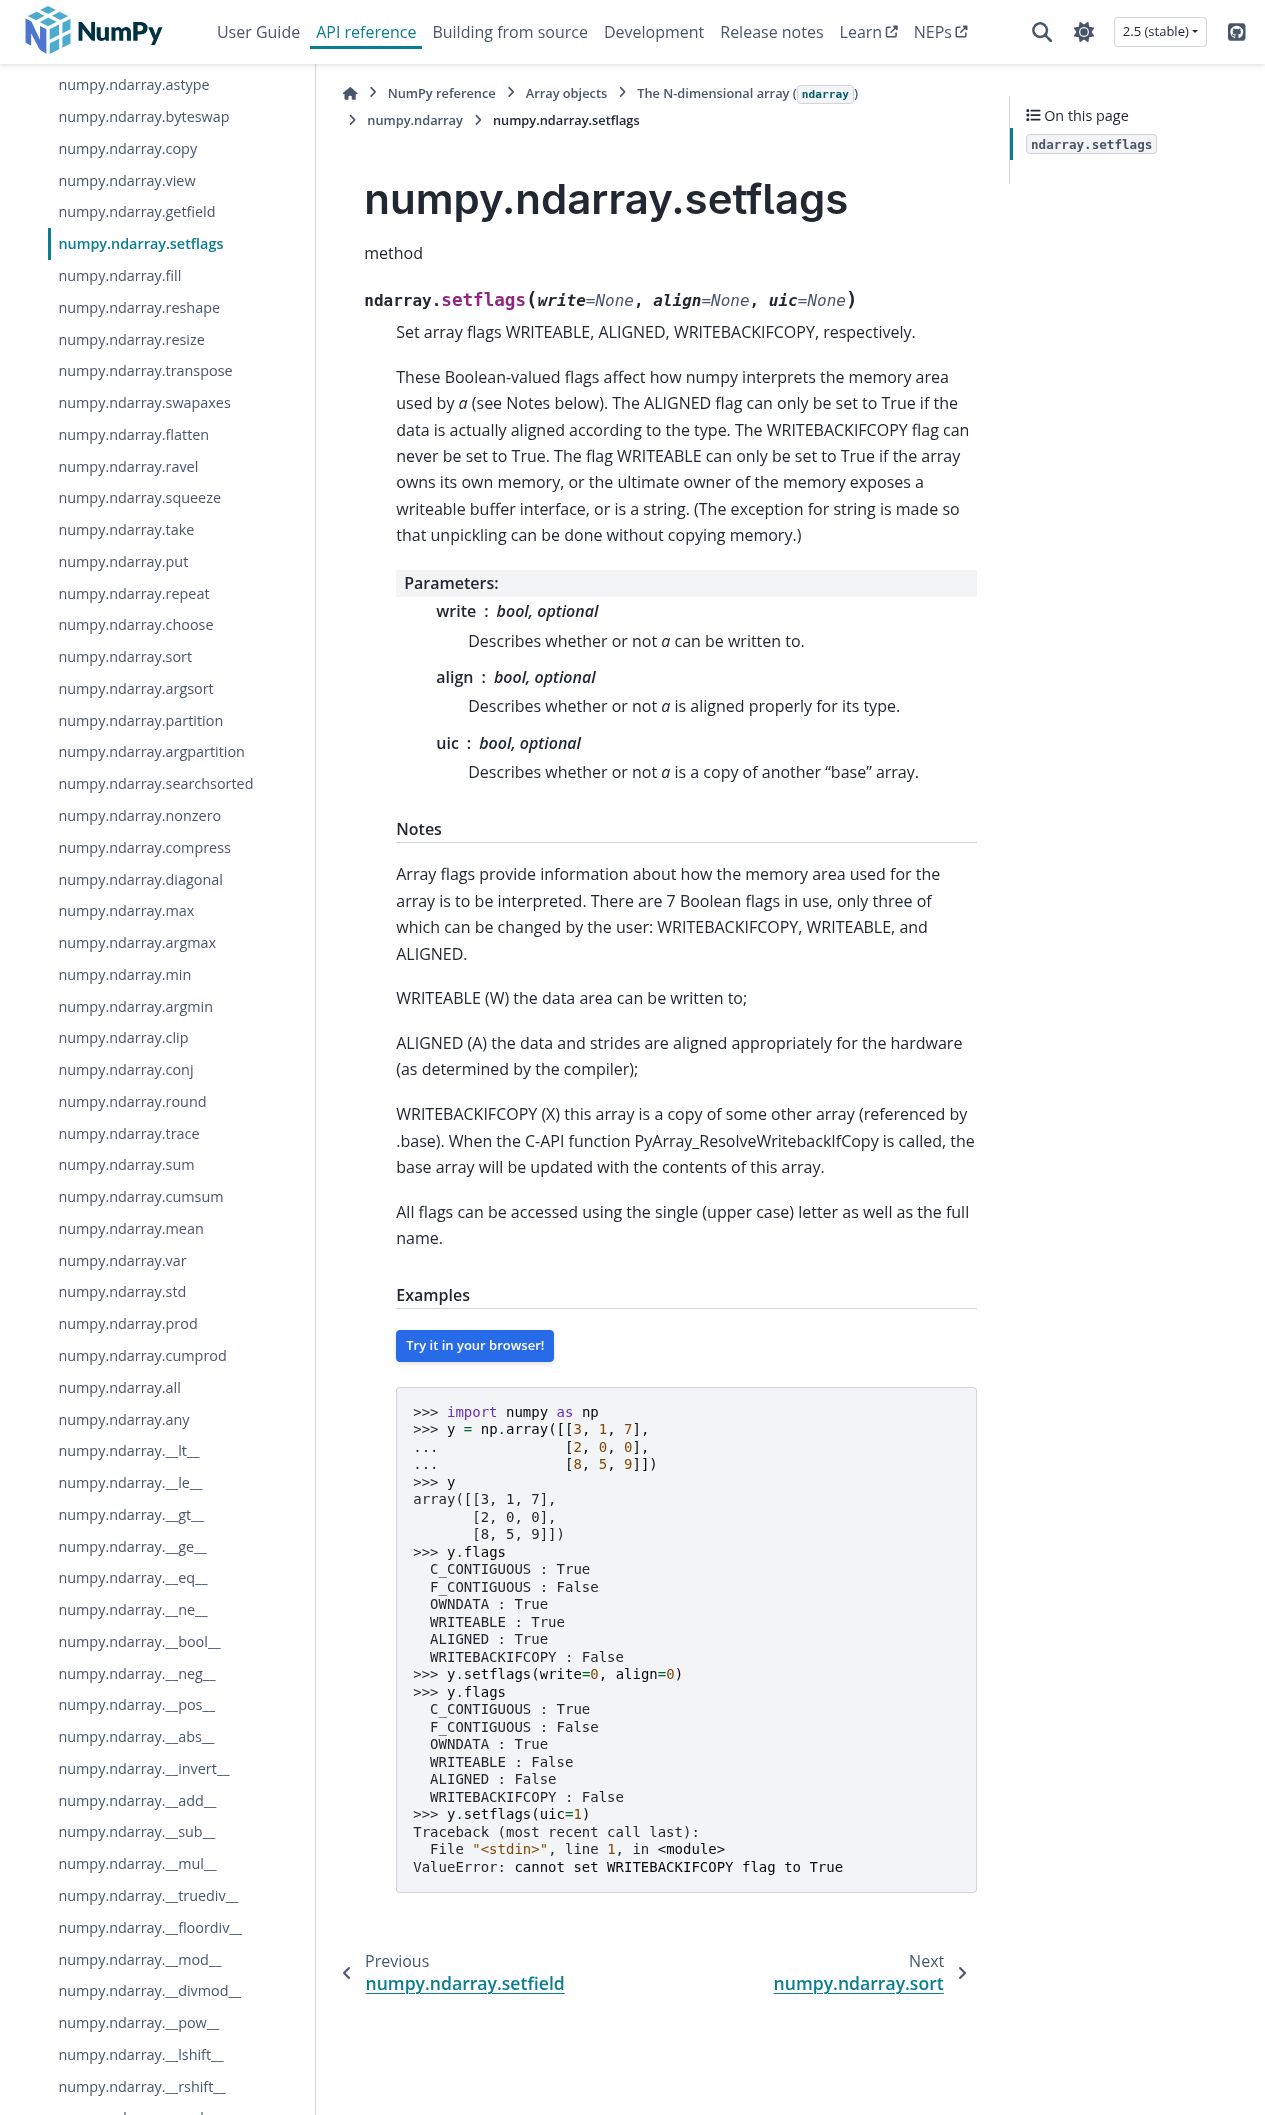 NumPy
User Guide
API reference
Building from source
Development
Release notes
Learn
NEPs
2.5 (stable)
numpy.ndarray.astype
numpy.ndarray.byteswap
numpy.ndarray.copy
numpy.ndarray.view
numpy.ndarray.getfield
numpy.ndarray.setflags
numpy.ndarray.fill
numpy.ndarray.reshape
numpy.ndarray.resize
numpy.ndarray.transpose
numpy.ndarray.swapaxes
numpy.ndarray.flatten
numpy.ndarray.ravel
numpy.ndarray.squeeze
numpy.ndarray.take
numpy.ndarray.put
numpy.ndarray.repeat
numpy.ndarray.choose
numpy.ndarray.sort
numpy.ndarray.argsort
numpy.ndarray.partition
numpy.ndarray.argpartition
numpy.ndarray.searchsorted
numpy.ndarray.nonzero
numpy.ndarray.compress
numpy.ndarray.diagonal
numpy.ndarray.max
numpy.ndarray.argmax
numpy.ndarray.min
numpy.ndarray.argmin
numpy.ndarray.clip
numpy.ndarray.conj
numpy.ndarray.round
numpy.ndarray.trace
numpy.ndarray.sum
numpy.ndarray.cumsum
numpy.ndarray.mean
numpy.ndarray.var
numpy.ndarray.std
numpy.ndarray.prod
numpy.ndarray.cumprod
numpy.ndarray.all
numpy.ndarray.any
numpy.ndarray.__lt__
numpy.ndarray.__le__
numpy.ndarray.__gt__
numpy.ndarray.__ge__
numpy.ndarray.__eq__
numpy.ndarray.__ne__
numpy.ndarray.__bool__
numpy.ndarray.__neg__
numpy.ndarray.__pos__
numpy.ndarray.__abs__
numpy.ndarray.__invert__
numpy.ndarray.__add__
numpy.ndarray.__sub__
numpy.ndarray.__mul__
numpy.ndarray.__truediv__
numpy.ndarray.__floordiv__
numpy.ndarray.__mod__
numpy.ndarray.__divmod__
numpy.ndarray.__pow__
numpy.ndarray.__lshift__
numpy.ndarray.__rshift__
NumPy reference > Array objects > The N-dimensional array (ndarray)
> numpy.ndarray > numpy.ndarray.setflags
numpy.ndarray.setflags
method
ndarray.setflags(write=None, align=None, uic=None)
Set array flags WRITEABLE, ALIGNED, WRITEBACKIFCOPY, respectively.
These Boolean-valued flags affect how numpy interprets the memory area
used by a (see Notes below). The ALIGNED flag can only be set to True if the
data is actually aligned according to the type. The WRITEBACKIFCOPY flag can
never be set to True. The flag WRITEABLE can only be set to True if the array
owns its own memory, or the ultimate owner of the memory exposes a
writeable buffer interface, or is a string. (The exception for string is made so
that unpickling can be done without copying memory.)
Parameters:
write : bool, optional
Describes whether or not a can be written to.
align : bool, optional
Describes whether or not a is aligned properly for its type.
uic : bool, optional
Describes whether or not a is a copy of another “base” array.
Notes
Array flags provide information about how the memory area used for the
array is to be interpreted. There are 7 Boolean flags in use, only three of
which can be changed by the user: WRITEBACKIFCOPY, WRITEABLE, and
ALIGNED.
WRITEABLE (W) the data area can be written to;
ALIGNED (A) the data and strides are aligned appropriately for the hardware
(as determined by the compiler);
WRITEBACKIFCOPY (X) this array is a copy of some other array (referenced by
.base). When the C-API function PyArray_ResolveWritebackIfCopy is called, the
base array will be updated with the contents of this array.
All flags can be accessed using the single (upper case) letter as well as the full
name.
Examples
Try it in your browser!
>>> import numpy as np
>>> y = np.array([[3, 1, 7],
...               [2, 0, 0],
...               [8, 5, 9]])
>>> y
array([[3, 1, 7],
       [2, 0, 0],
       [8, 5, 9]])
>>> y.flags
  C_CONTIGUOUS : True
  F_CONTIGUOUS : False
  OWNDATA : True
  WRITEABLE : True
  ALIGNED : True
  WRITEBACKIFCOPY : False
>>> y.setflags(write=0, align=0)
>>> y.flags
  C_CONTIGUOUS : True
  F_CONTIGUOUS : False
  OWNDATA : True
  WRITEABLE : False
  ALIGNED : False
  WRITEBACKIFCOPY : False
>>> y.setflags(uic=1)
Traceback (most recent call last):
  File "<stdin>", line 1, in <module>
ValueError: cannot set WRITEBACKIFCOPY flag to True
Previous
numpy.ndarray.setfield
Next
numpy.ndarray.sort
On this page
ndarray.setflags